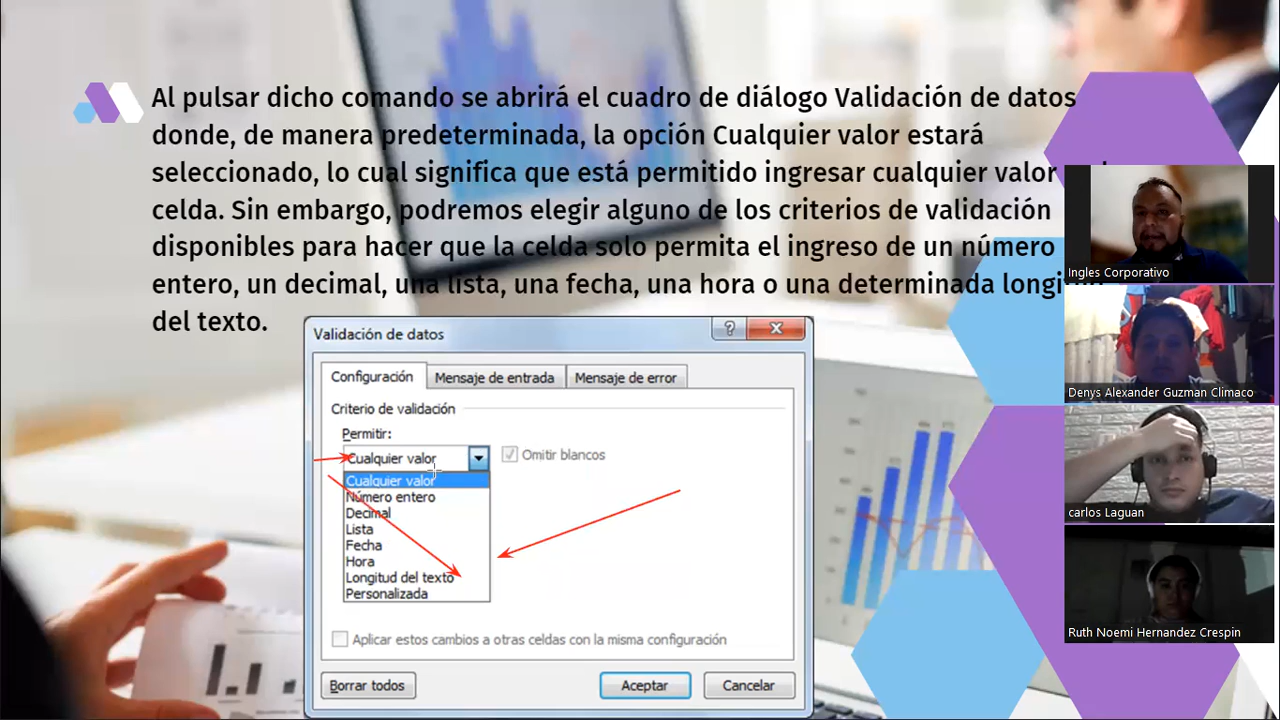 Al pulsar dicho comando se abrirá el cuadro de diálogo Validación de datos
donde, de manera predeterminada, la opción Cualquier valor estará
seleccionado, lo cual significa que está permitido ingresar cualquier valor
celda. Sin embargo, podremos elegir alguno de los criterios de validación
disponibles para hacer que la celda solo permita el ingreso de un número
entero, un decimal, una lista, una fecha, una hora o una determinada
del texto.
Validación de datos
Configuración Mensaje de entrada Mensaje de error
Criterio de validación
Permitir:
Cualquier valor Omitir blancos
Cualquier valor
Número entero
Decimal
Lista
Fecha
Hora
Longitud del texto
Personalizada
Aplicar estos cambios a otras celdas con la misma configuración
Borrar todos Aceptar Cancelar
Ingles Corporativo
Denys Alexander Guzman Climaco
carlos Laguan
Ruth Noemi Hernandez Crespin